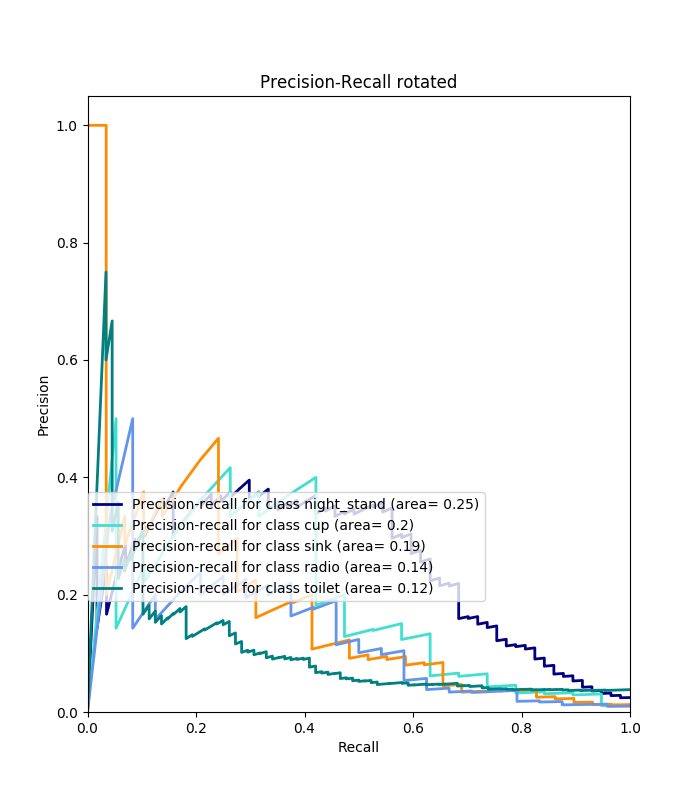 Precision-Recall rotated
1.0
0.8
0.6
0.4
0.2
0.0
Precision
Precision-recall for class night_stand (area= 0.25)
Precision-recall for class cup (area= 0.2)
Precision-recall for class sink (area= 0.19)
Precision-recall for class radio (area= 0.14)
Precision-recall for class toilet (area= 0.12)
0.0 0.2 0.4 0.6 0.8 1.0
Recall